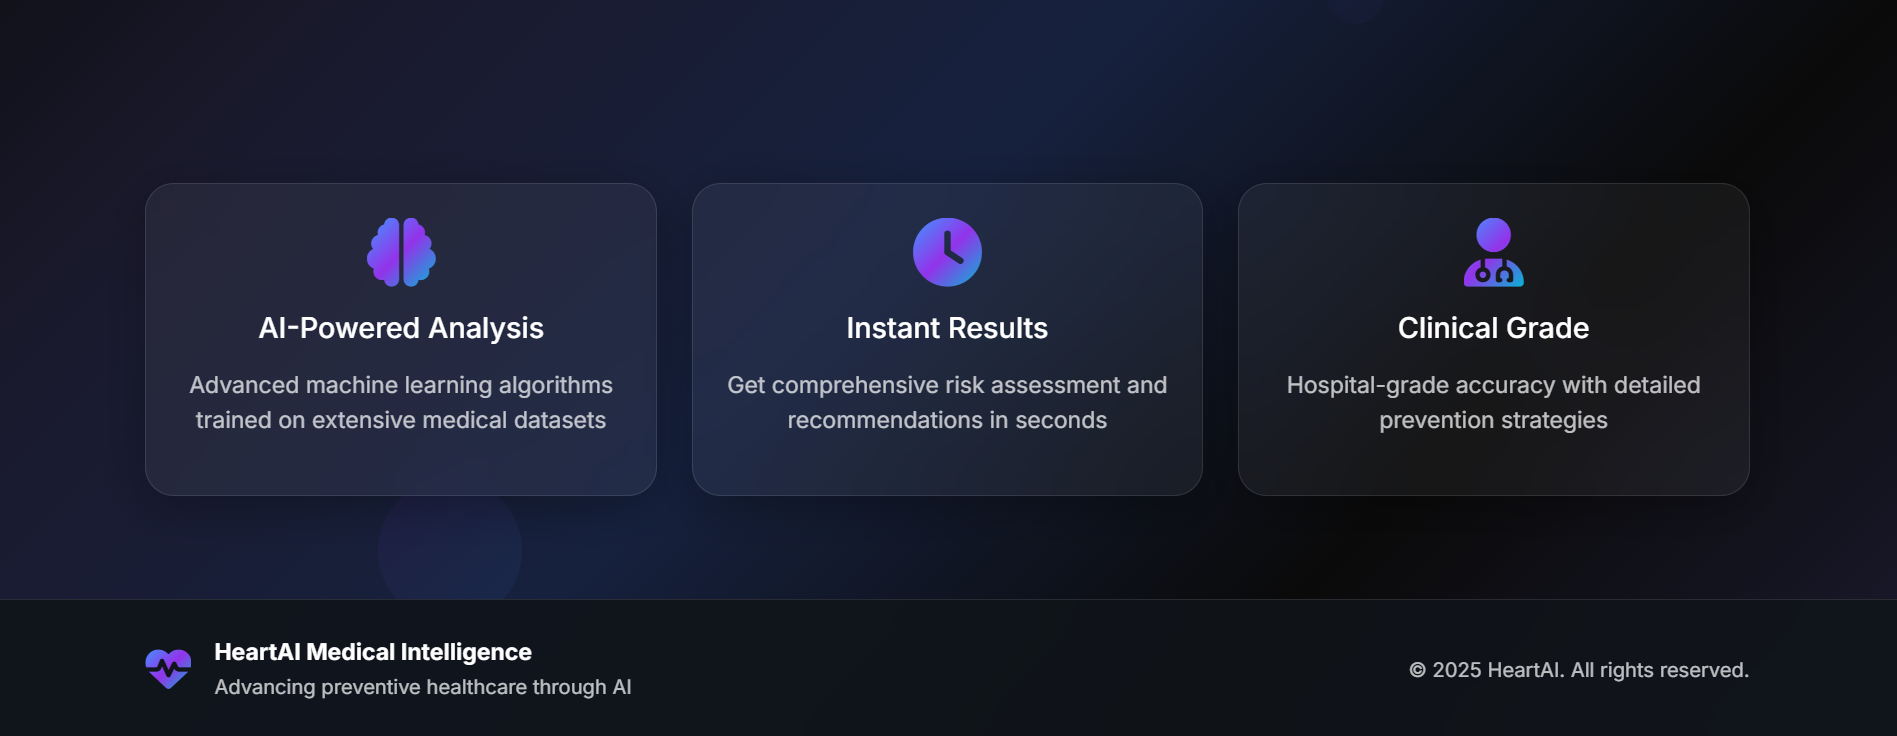 AI-Powered Analysis
Advanced machine learning algorithms
trained on extensive medical datasets
Instant Results
Get comprehensive risk assessment and
recommendations in seconds
Clinical Grade
Hospital-grade accuracy with detailed
prevention strategies
HeartAI Medical Intelligence
Advancing preventive healthcare through AI
© 2025 HeartAI. All rights reserved.